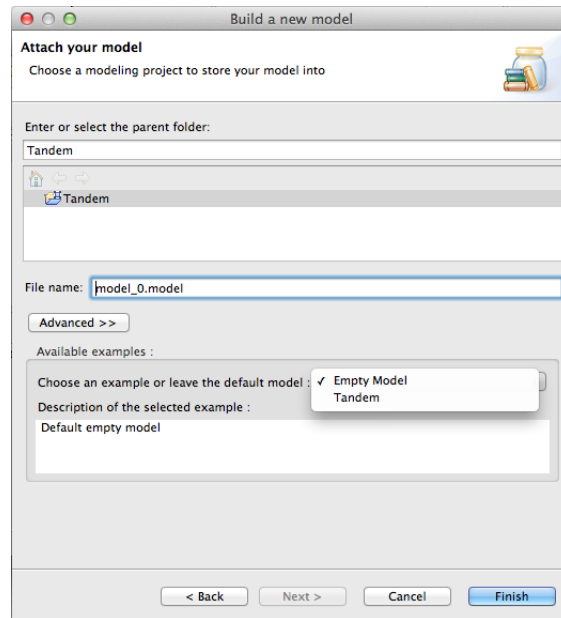 Build a new model
Attach your model
Choose a modeling project to store your model into
Enter or select the parent folder:
Tandem
Tandem
File name: model_0.model
Advanced >>
Available examples :
Choose an example or leave the default model : ✓ Empty Model
Tandem
Description of the selected example :
Default empty model
< Back Next > Cancel Finish